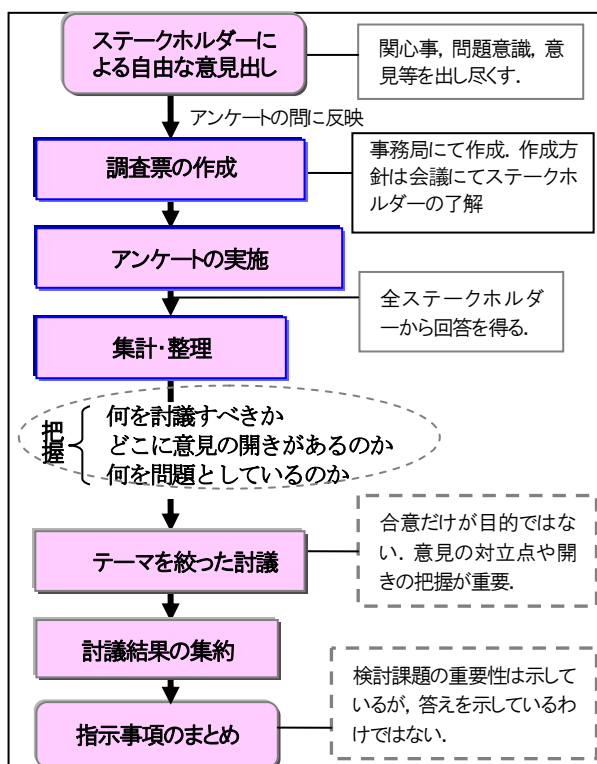 ステークホルダーに
よる自由な意見出し
関心事, 問題意識, 意
見等を出し尽くす.
アンケートの問に反映
調査票の作成
事務局にて作成. 作成方
針は会議にてステークホ
ルダーの了解
アンケートの実施
全ステークホルダ
ーから回答を得る.
集計・整理
把握
何を討議すべきか
どこに意見の開きがあるのか
何を問題としているのか
合意だけが目的ではな
い. 意見の対立点や開
きの把握が重要.
テーマを絞った討議
討議結果の集約
検討課題の重要性は示して
いるが, 答えを示しているわ
けではない.
指示事項のまとめ